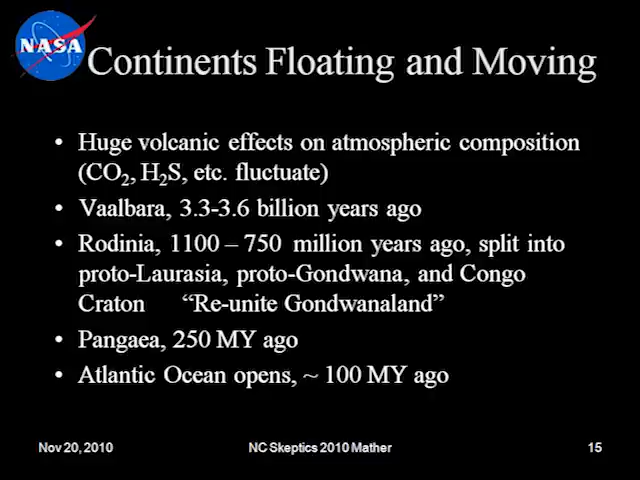 NASA
Continents Floating and Moving
• Huge volcanic effects on atmospheric composition
(CO₂, H₂S, etc. fluctuate)
• Vaalbara, 3.3-3.6 billion years ago
• Rodinia, 1100 – 750 million years ago, split into
proto-Laurasia, proto-Gondwana, and Congo
Craton “Re-unite Gondwanaland”
• Pangaea, 250 MY ago
• Atlantic Ocean opens, ~ 100 MY ago
Nov 20, 2010 NC Skeptics 2010 Mather 15